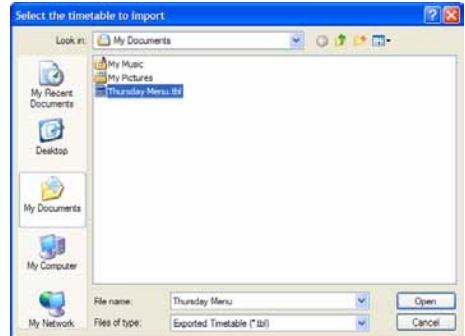 Select the timetable to import
Look in:
My Documents
My Recent
Documents
Desktop
My Documents
My Computer
My Network
My Music
My Pictures
Thursday Menu.tbl
File name:
Thursday Menu
Open
Files of type:
Exported Timetable (*.tbl)
Cancel